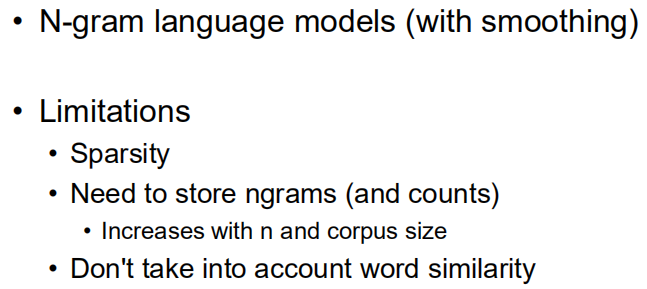 • N-gram language models (with smoothing)
• Limitations
• Sparsity
• Need to store ngrams (and counts)
• Increases with n and corpus size
• Don't take into account word similarity